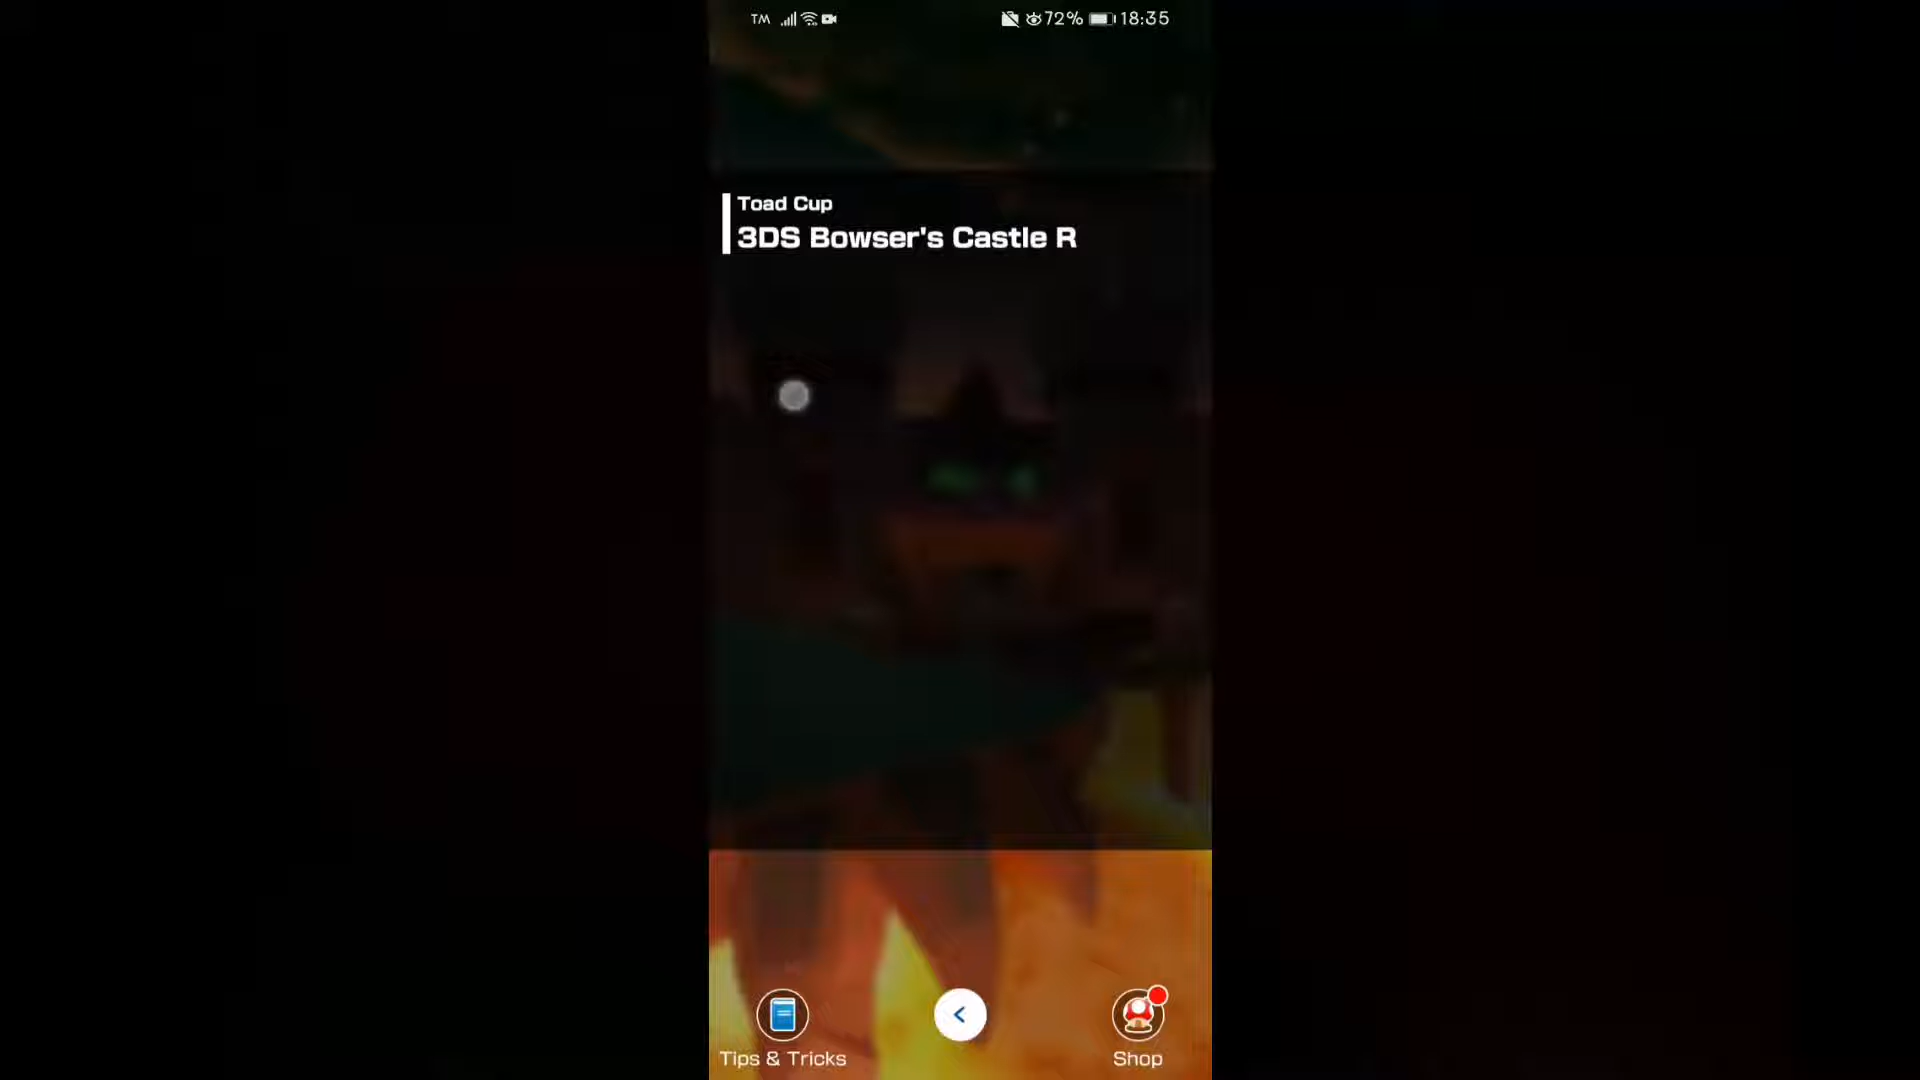 TM 72% 18:35
Toad Cup
3DS Bowser's Castle R
Tips & Tricks
Shop